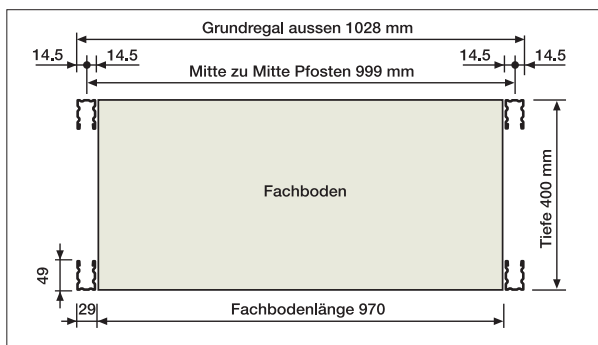 Grundregal aussen 1028 mm
14.5 14.5 14.5 14.5
Mitte zu Mitte Pfosten 999 mm
Fachboden
Tiefe 400 mm
49
29 Fachbodenlänge 970